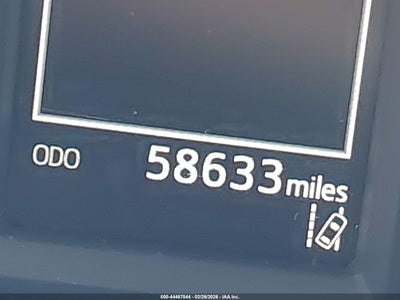 ODO 58633 miles
000-44467844 - 02/28/2026 - IAA Inc.